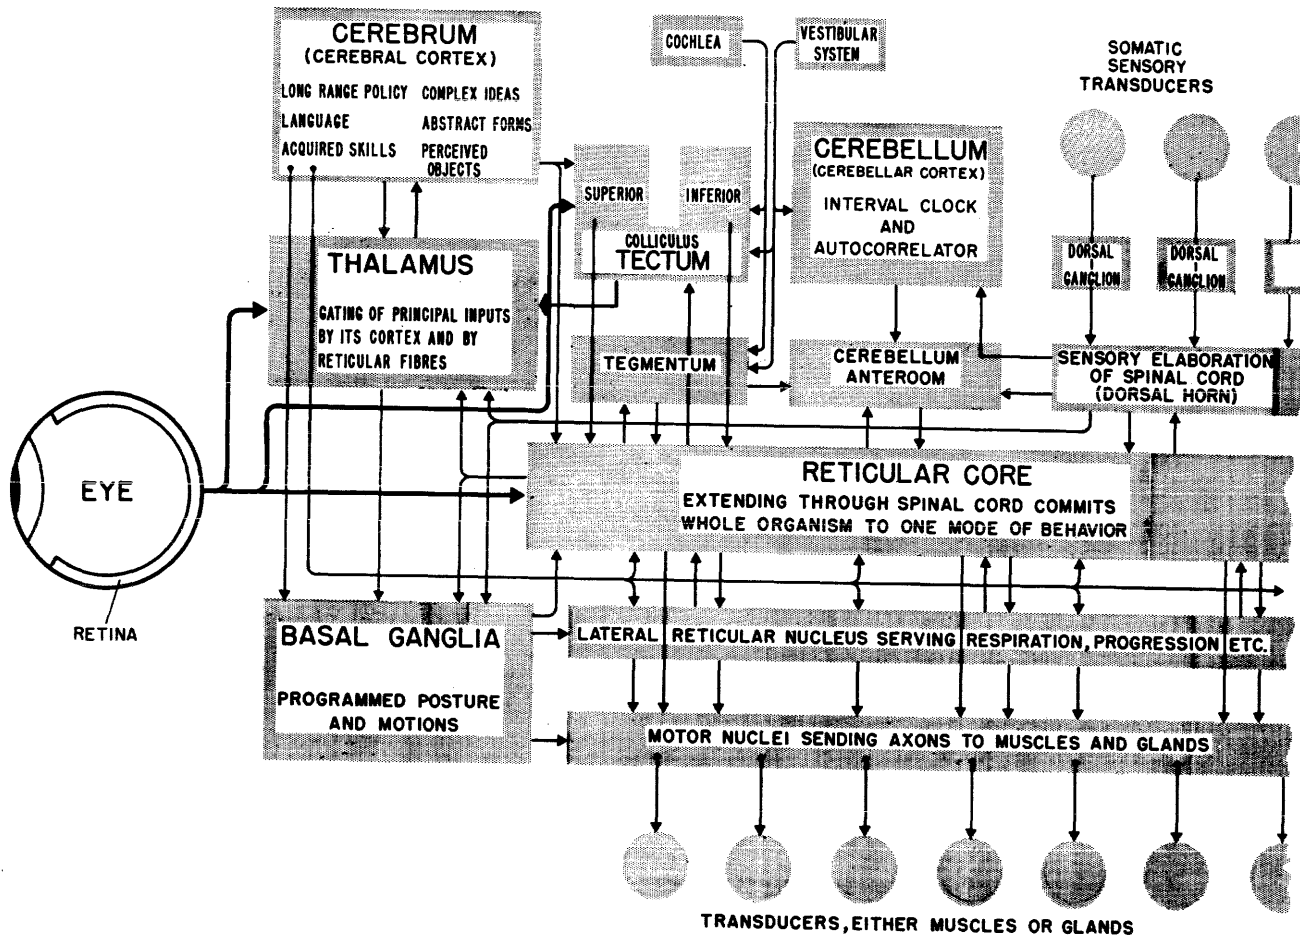 CEREBRUM
(CEREBRAL CORTEX)
LONG RANGE POLICY COMPLEX IDEAS
LANGUAGE ABSTRACT FORMS
ACQUIRED SKILLS PERCEIVED
OBJECTS
COCHLEA
VESTIBULAR
SYSTEM
SOMATIC
SENSORY
TRANSDUCERS
SUPERIOR
INFERIOR
COLLICULUS
TECTUM
CEREBELLUM
(CEREBELLAR CORTEX)
INTERVAL CLOCK
AND
AUTOCORRELATOR
DORSAL
GANGLION
DORSAL
GANGLION
THALAMUS
GATING OF PRINCIPAL INPUTS
BY ITS CORTEX AND BY
RETICULAR FIBRES
TEGMENTUM
CEREBELLUM
ANTEROOM
SENSORY ELABORATION
OF SPINAL CORD
(DORSAL HORN)
EYE
RETINA
RETICULAR CORE
EXTENDING THROUGH SPINAL CORD COMMITS
WHOLE ORGANISM TO ONE MODE OF BEHAVIOR
BASAL GANGLIA
PROGRAMMED POSTURE
AND MOTIONS
LATERAL RETICULAR NUCLEUS SERVING RESPIRATION, PROGRESSION ETC.
MOTOR NUCLEI SENDING AXONS TO MUSCLES AND GLANDS
TRANSDUCERS, EITHER MUSCLES OR GLANDS